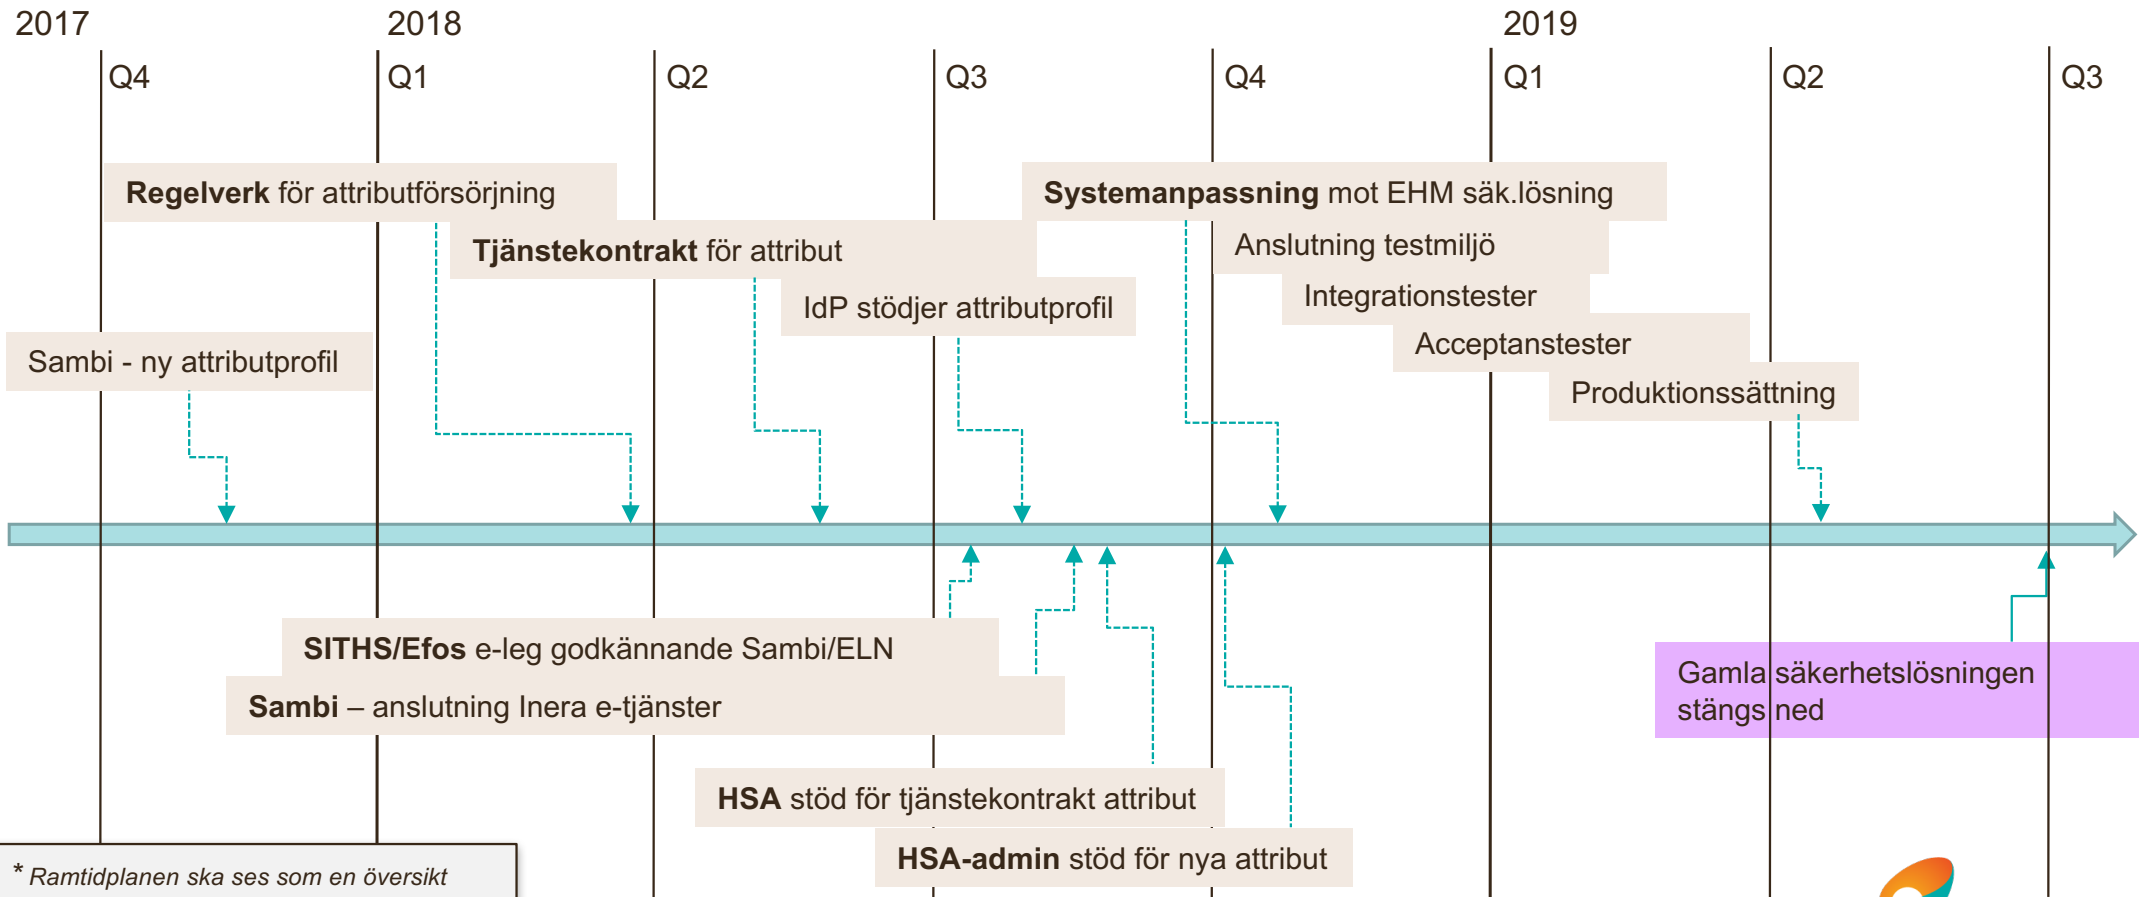 2017
2018
2019
Q4
Q1
Q2
Q3
Q4
Q1
Q2
Q3
Regelverk för attributförsörjning
Systemanpassning mot EHM säk.lösning
Tjänstekontrakt för attribut
Anslutning testmiljö
IdP stödjer attributprofil
Integrationstester
Sambi - ny attributprofil
Acceptanstester
Produktionssättning
SITHS/Efos e-leg godkännande Sambi/ELN
Sambi – anslutning Inera e-tjänster
Gamla säkerhetslösningen
stängs ned
HSA stöd för tjänstekontrakt attribut
HSA-admin stöd för nya attribut
* Ramtidplanen ska ses som en översikt